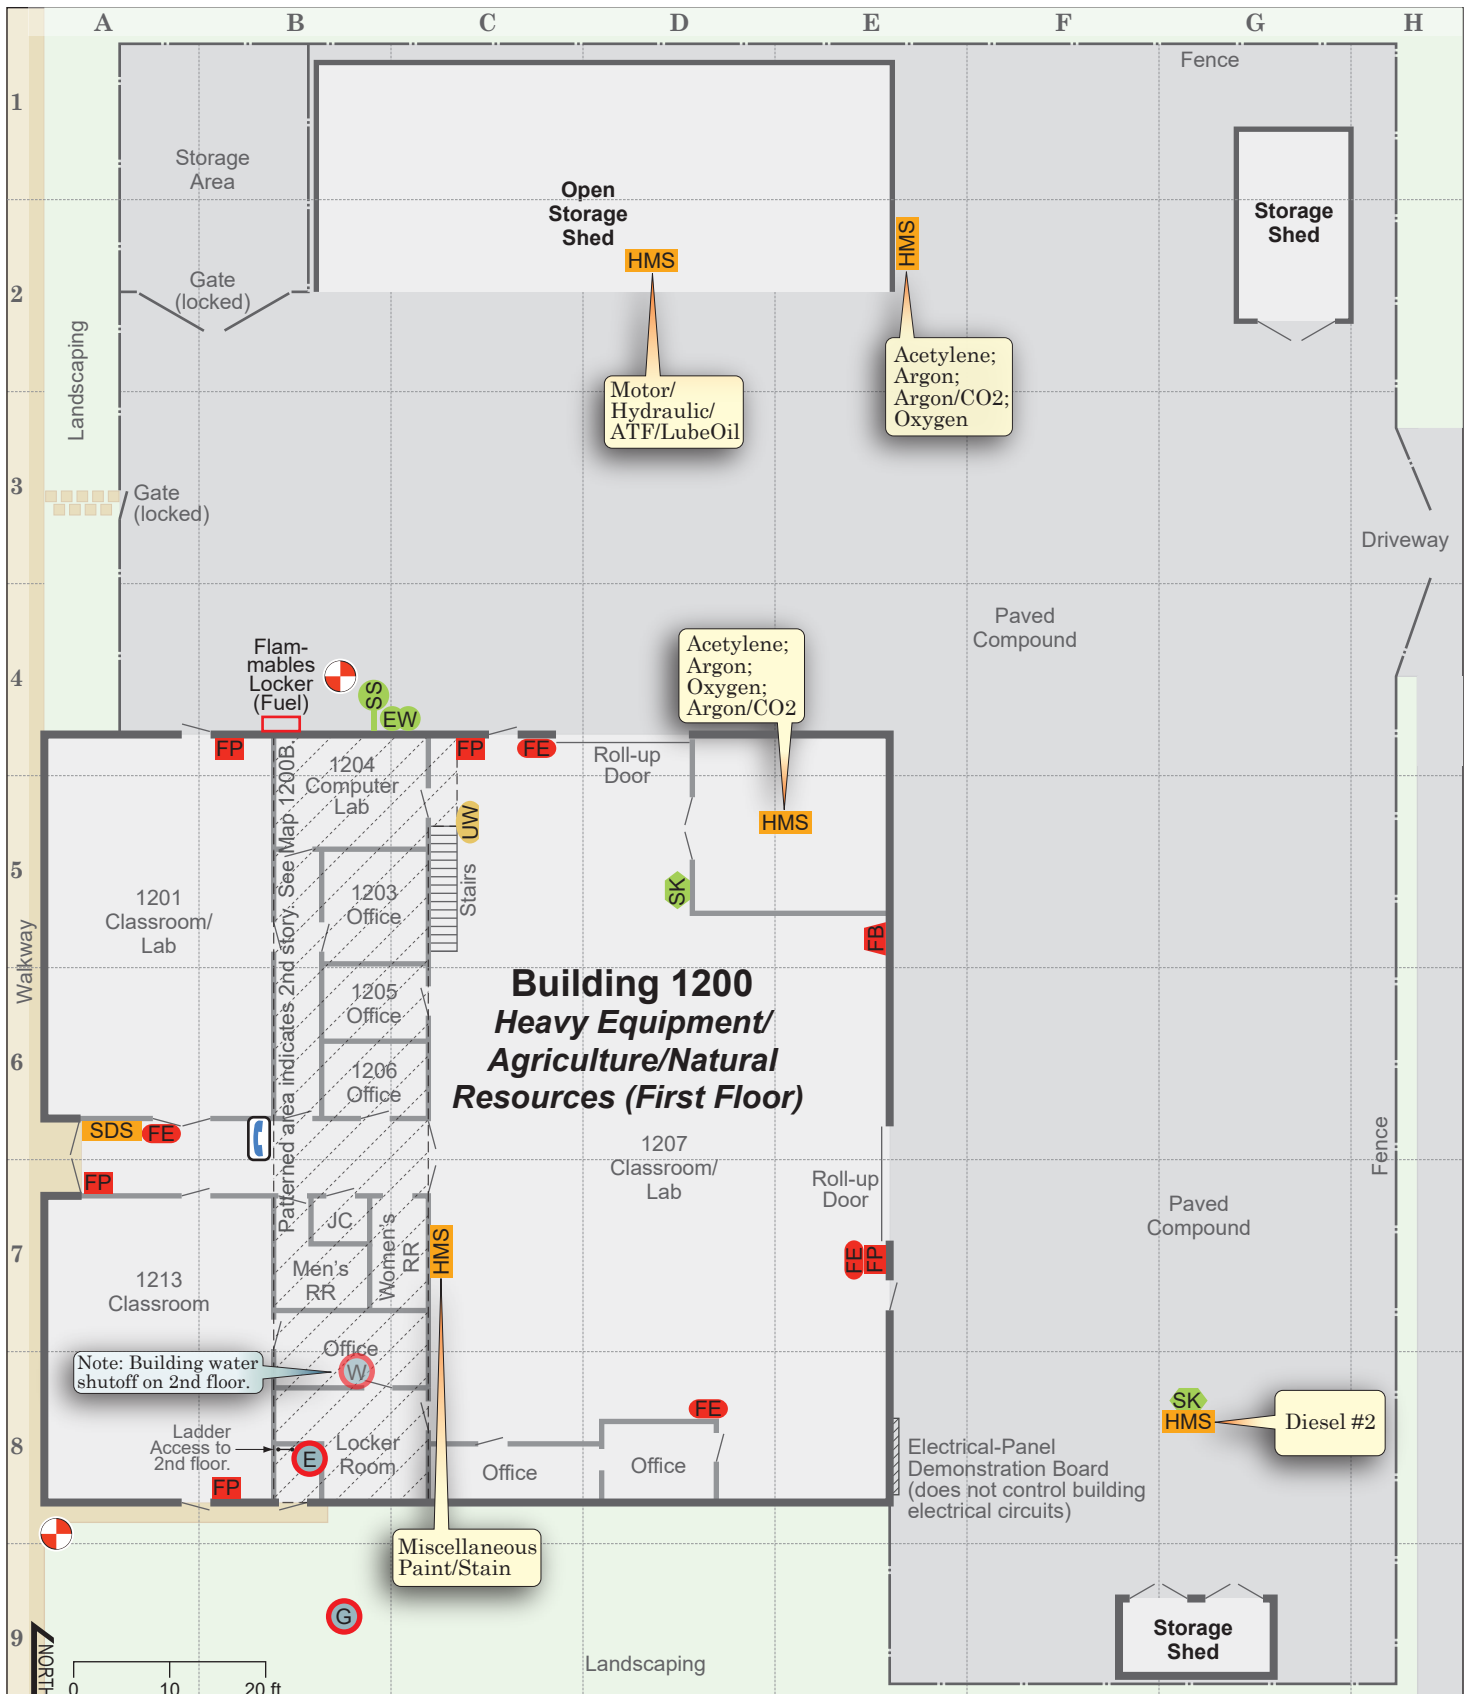 A B C D E F G H
Fence
1
Storage
Area
Open
Storage
Shed
HMS
HMS
Storage
Shed
Gate
(locked)
2
Landscaping
Acetylene;
Argon;
Argon/CO2;
Oxygen
Motor/
Hydraulic/
ATF/LubeOil
3
Gate
(locked)
Driveway
Paved
Compound
4
Flam-
mables
Locker
(Fuel)
SS
EW
Acetylene;
Argon;
Oxygen;
Argon/CO2
FP
FP
FE
Roll-up
Door
1204
Computer
Lab
UW
HMS
5
1201
Classroom/
Lab
Patterned area indicates 2nd story. See Map 1200B.
1203
Office
Stairs
SK
FB
Walkway
Building 1200
Heavy Equipment/
Agriculture/Natural
Resources (First Floor)
1205
Office
6
1206
Office
SDS
FE
1207
Classroom/
Lab
Fence
FP
Roll-up
Door
Paved
Compound
JC
Women's
RR
HMS
7
Men's
RR
FE
FP
1213
Classroom
Office
Note: Building water
shutoff on 2nd floor.
W
SK
HMS
Diesel #2
FE
8
Ladder
Access to
2nd floor.
E
Locker
Room
Office
Office
Electrical-Panel
Demonstration Board
(does not control building
electrical circuits)
FP
Miscellaneous
Paint/Stain
G
9
Storage
Shed
NORTH
Landscaping
0 10 20 ft